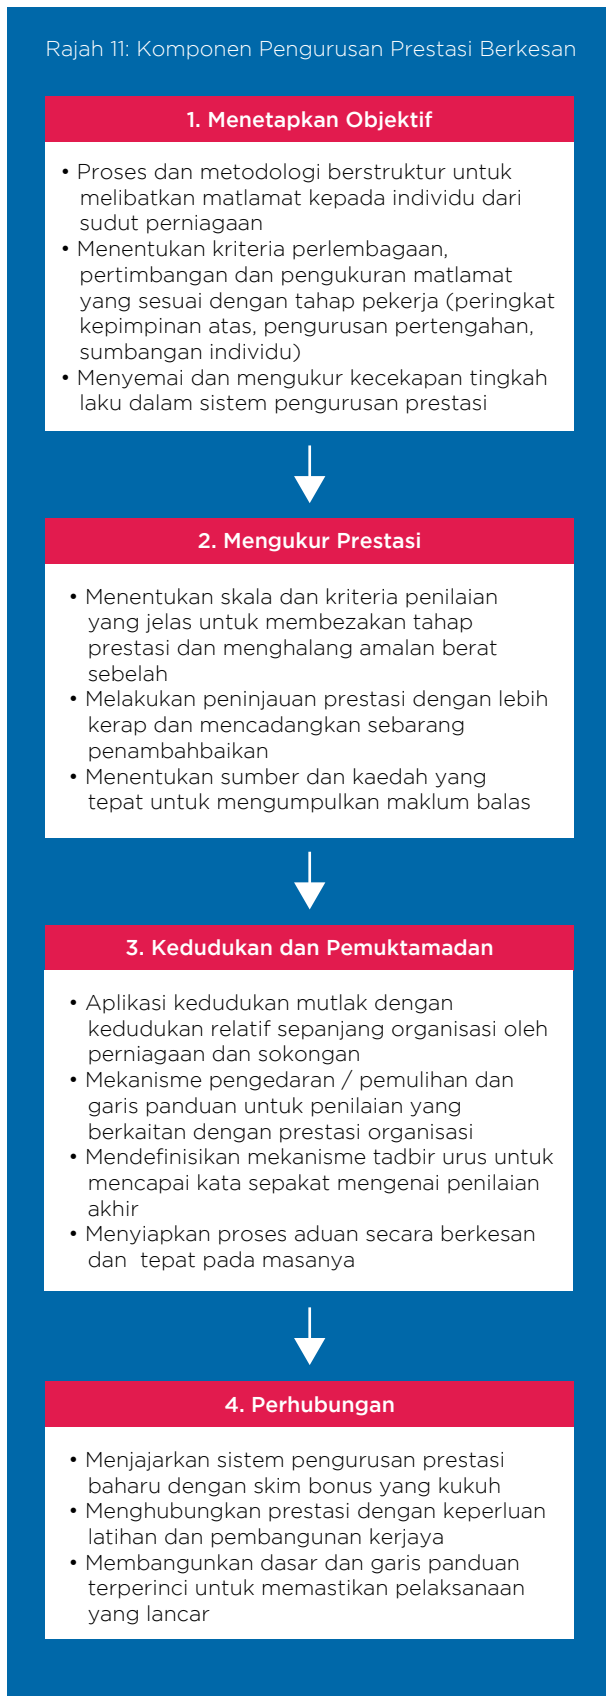 Rajah 11: Komponen Pengurusan Prestasi Berkesan
1. Menetapkan Objektif
• Proses dan metodologi berstruktur untuk
melibatkan matlamat kepada individu dari
sudut perniagaan
• Menentukan kriteria perlembagaan,
pertimbangan dan pengukuran matlamat
yang sesuai dengan tahap pekerja (peringkat
kepimpinan atas, pengurusan pertengahan,
sumbangan individu)
• Menyemai dan mengukur kecekapan tingkah
laku dalam sistem pengurusan prestasi
2. Mengukur Prestasi
• Menentukan skala dan kriteria penilaian
yang jelas untuk membezakan tahap
prestasi dan menghalang amalan berat
sebelah
• Melakukan peninjauan prestasi dengan lebih
kerap dan mencadangkan sebarang
penambahbaikan
• Menentukan sumber dan kaedah yang
tepat untuk mengumpulkan maklum balas
3. Kedudukan dan Pemuktamadan
• Aplikasi kedudukan mutlak dengan
kedudukan relatif sepanjang organisasi oleh
perniagaan dan sokongan
• Mekanisme pengedaran / pemulihan dan
garis panduan untuk penilaian yang
berkaitan dengan prestasi organisasi
• Mendefinisikan mekanisme tadbir urus untuk
mencapai kata sepakat mengenai penilaian
akhir
• Menyiapkan proses aduan secara berkesan
dan tepat pada masanya
4. Perhubungan
• Menjajarkan sistem pengurusan prestasi
baharu dengan skim bonus yang kukuh
• Menghubungkan prestasi dengan keperluan
latihan dan pembangunan kerjaya
• Membangunkan dasar dan garis panduan
terperinci untuk memastikan pelaksanaan
yang lancar